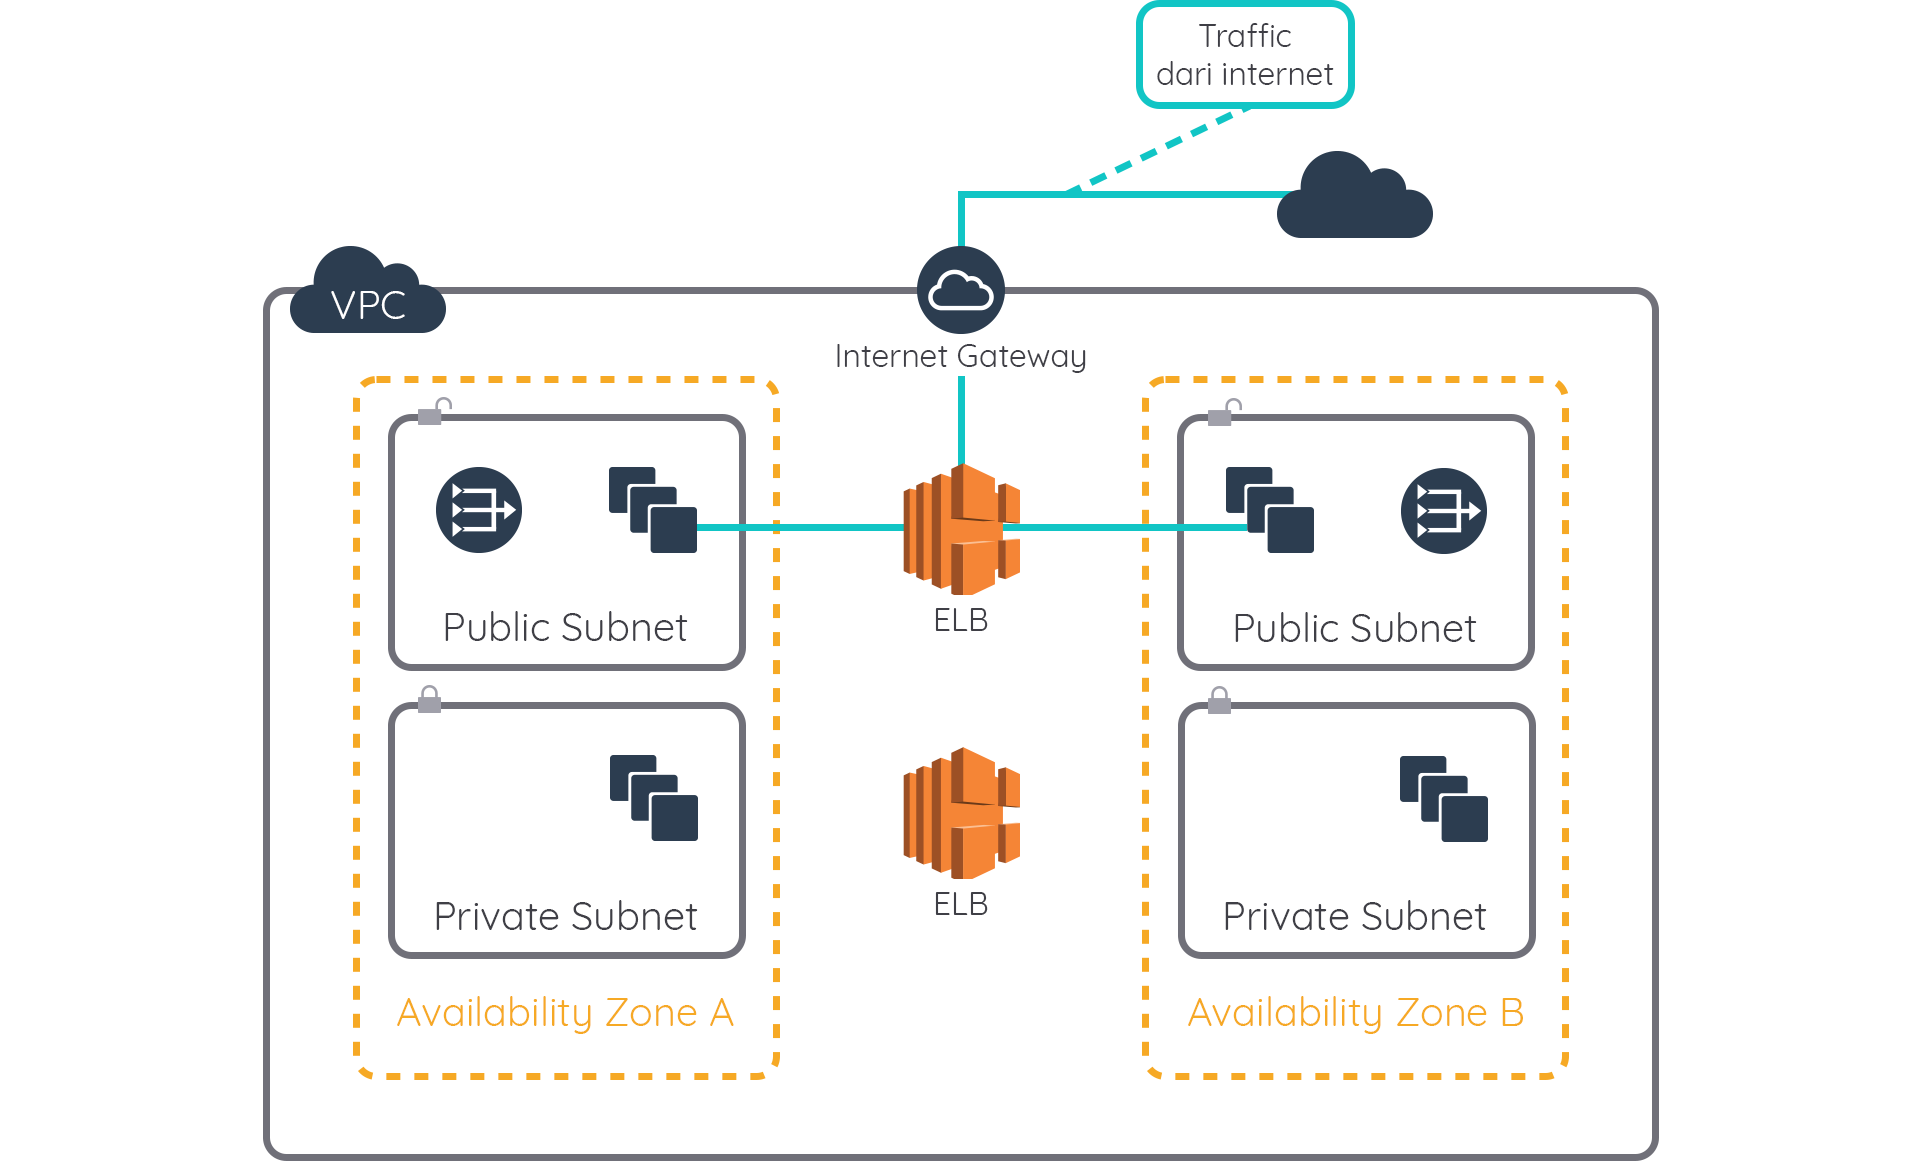 Traffic
dari internet
VPC
Internet Gateway
Public Subnet
ELB
Public Subnet
Private Subnet
ELB
Private Subnet
Availability Zone A
Availability Zone B